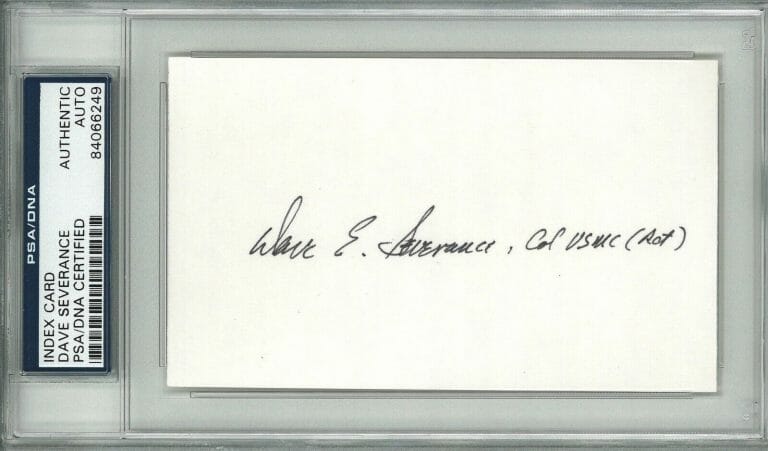 PSA/DNA
INDEX CARD
DAVE SEVERANCE
PSA/DNA CERTIFIED
AUTHENTIC
AUTO
84066249
Dave E. Severance, Col USMC (Ret)